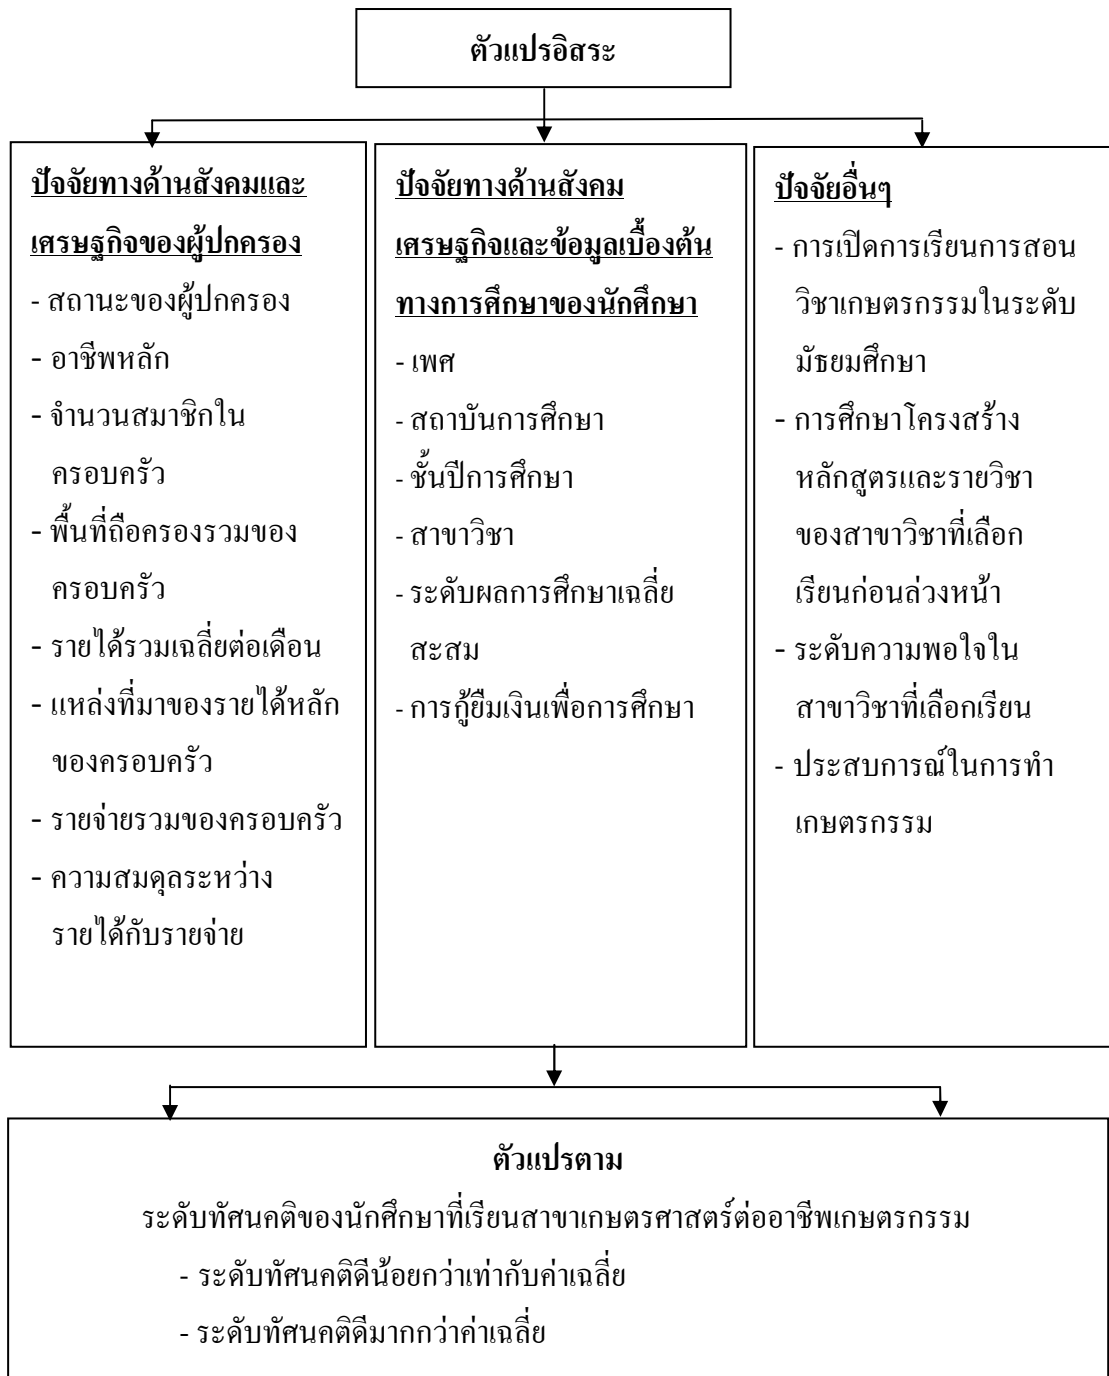 ตัวแปรอิสระ
ปัจจัยทางด้านสังคมและ
เศรษฐกิจของผู้ปกครอง
- สถานะของผู้ปกครอง
- อาชีพหลัก
- จำนวนสมาชิกใน
ครอบครัว
- พื้นที่ถือครองรวมของ
ครอบครัว
- รายได้รวมเฉลี่ยต่อเดือน
- แหล่งที่มาของรายได้หลัก
ของครอบครัว
- รายจ่ายรวมของครอบครัว
- ความสมดุลระหว่าง
รายได้กับรายจ่าย
ปัจจัยทางด้านสังคม
เศรษฐกิจและข้อมูลเบื้องต้น
ทางการศึกษาของนักศึกษา
- เพศ
- สถาบันการศึกษา
- ชั้นปีการศึกษา
- สาขาวิชา
- ระดับผลการศึกษาเฉลี่ย
สะสม
- การกู้ยืมเงินเพื่อการศึกษา
ปัจจัยอื่นๆ
- การเปิดการเรียนการสอน
วิชาเกษตรกรรมในระดับ
มัธยมศึกษา
- การศึกษาโครงสร้าง
หลักสูตรและรายวิชา
ของสาขาวิชาที่เลือก
เรียนก่อนล่วงหน้า
- ระดับความพอใจใน
สาขาวิชาที่เลือกเรียน
- ประสบการณ์ในการทำ
เกษตรกรรม
ตัวแปรตาม
ระดับทัศนคติของนักศึกษาที่เรียนสาขาเกษตรศาสตร์ต่ออาชีพเกษตรกรรม
- ระดับทัศนคติดีน้อยกว่าเท่ากับค่าเฉลี่ย
- ระดับทัศนคติดีมากกว่าค่าเฉลี่ย